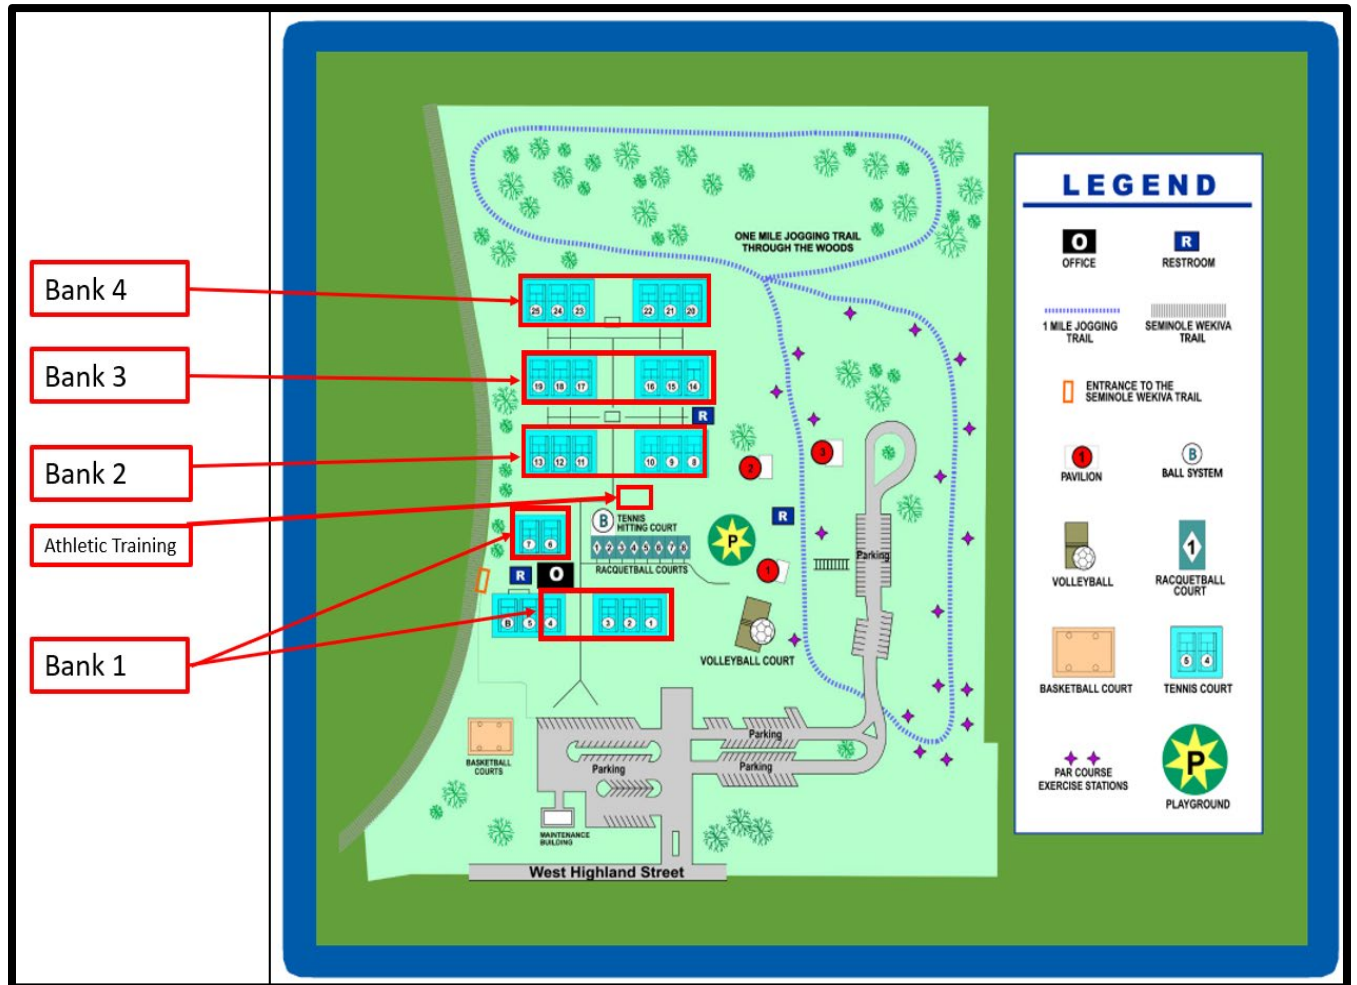 Bank 4
Bank 3
Bank 2
Athletic Training
Bank 1
ONE MILE JOGGING TRAIL
THROUGH THE WOODS
25 24 23 22 21 20
19 18 17 16 15 14
R
13 12 11 10 9 8
2
3
7 6
B TENNIS
HITTING COURT
1 2 3 4 5 6 7 8
RACQUETBALL COURTS
P
R
1
Parking
R
O
B 5 4 3 2 1
VOLLEYBALL COURT
BASKETBALL
COURTS
Parking
Parking
Parking
MAINTENANCE
BUILDING
West Highland Street
LEGEND
O
OFFICE
R
RESTROOM
1 MILE JOGGING
TRAIL
SEMINOLE WEKIVA
TRAIL
ENTRANCE TO THE
SEMINOLE WEKIVA TRAIL
1
PAVILION
B
BALL SYSTEM
VOLLEYBALL
1
RACQUETBALL
COURT
BASKETBALL COURT
5 4
TENNIS COURT
PAR COURSE
EXERCISE STATIONS
P
PLAYGROUND